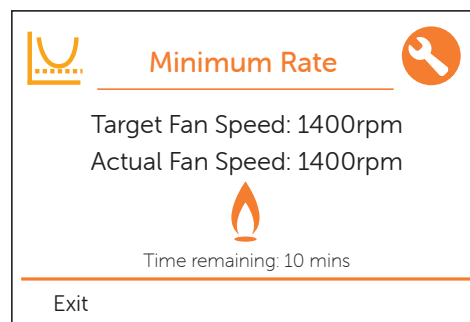 Minimum Rate
Target Fan Speed: 1400rpm
Actual Fan Speed: 1400rpm
Time remaining: 10 mins
Exit